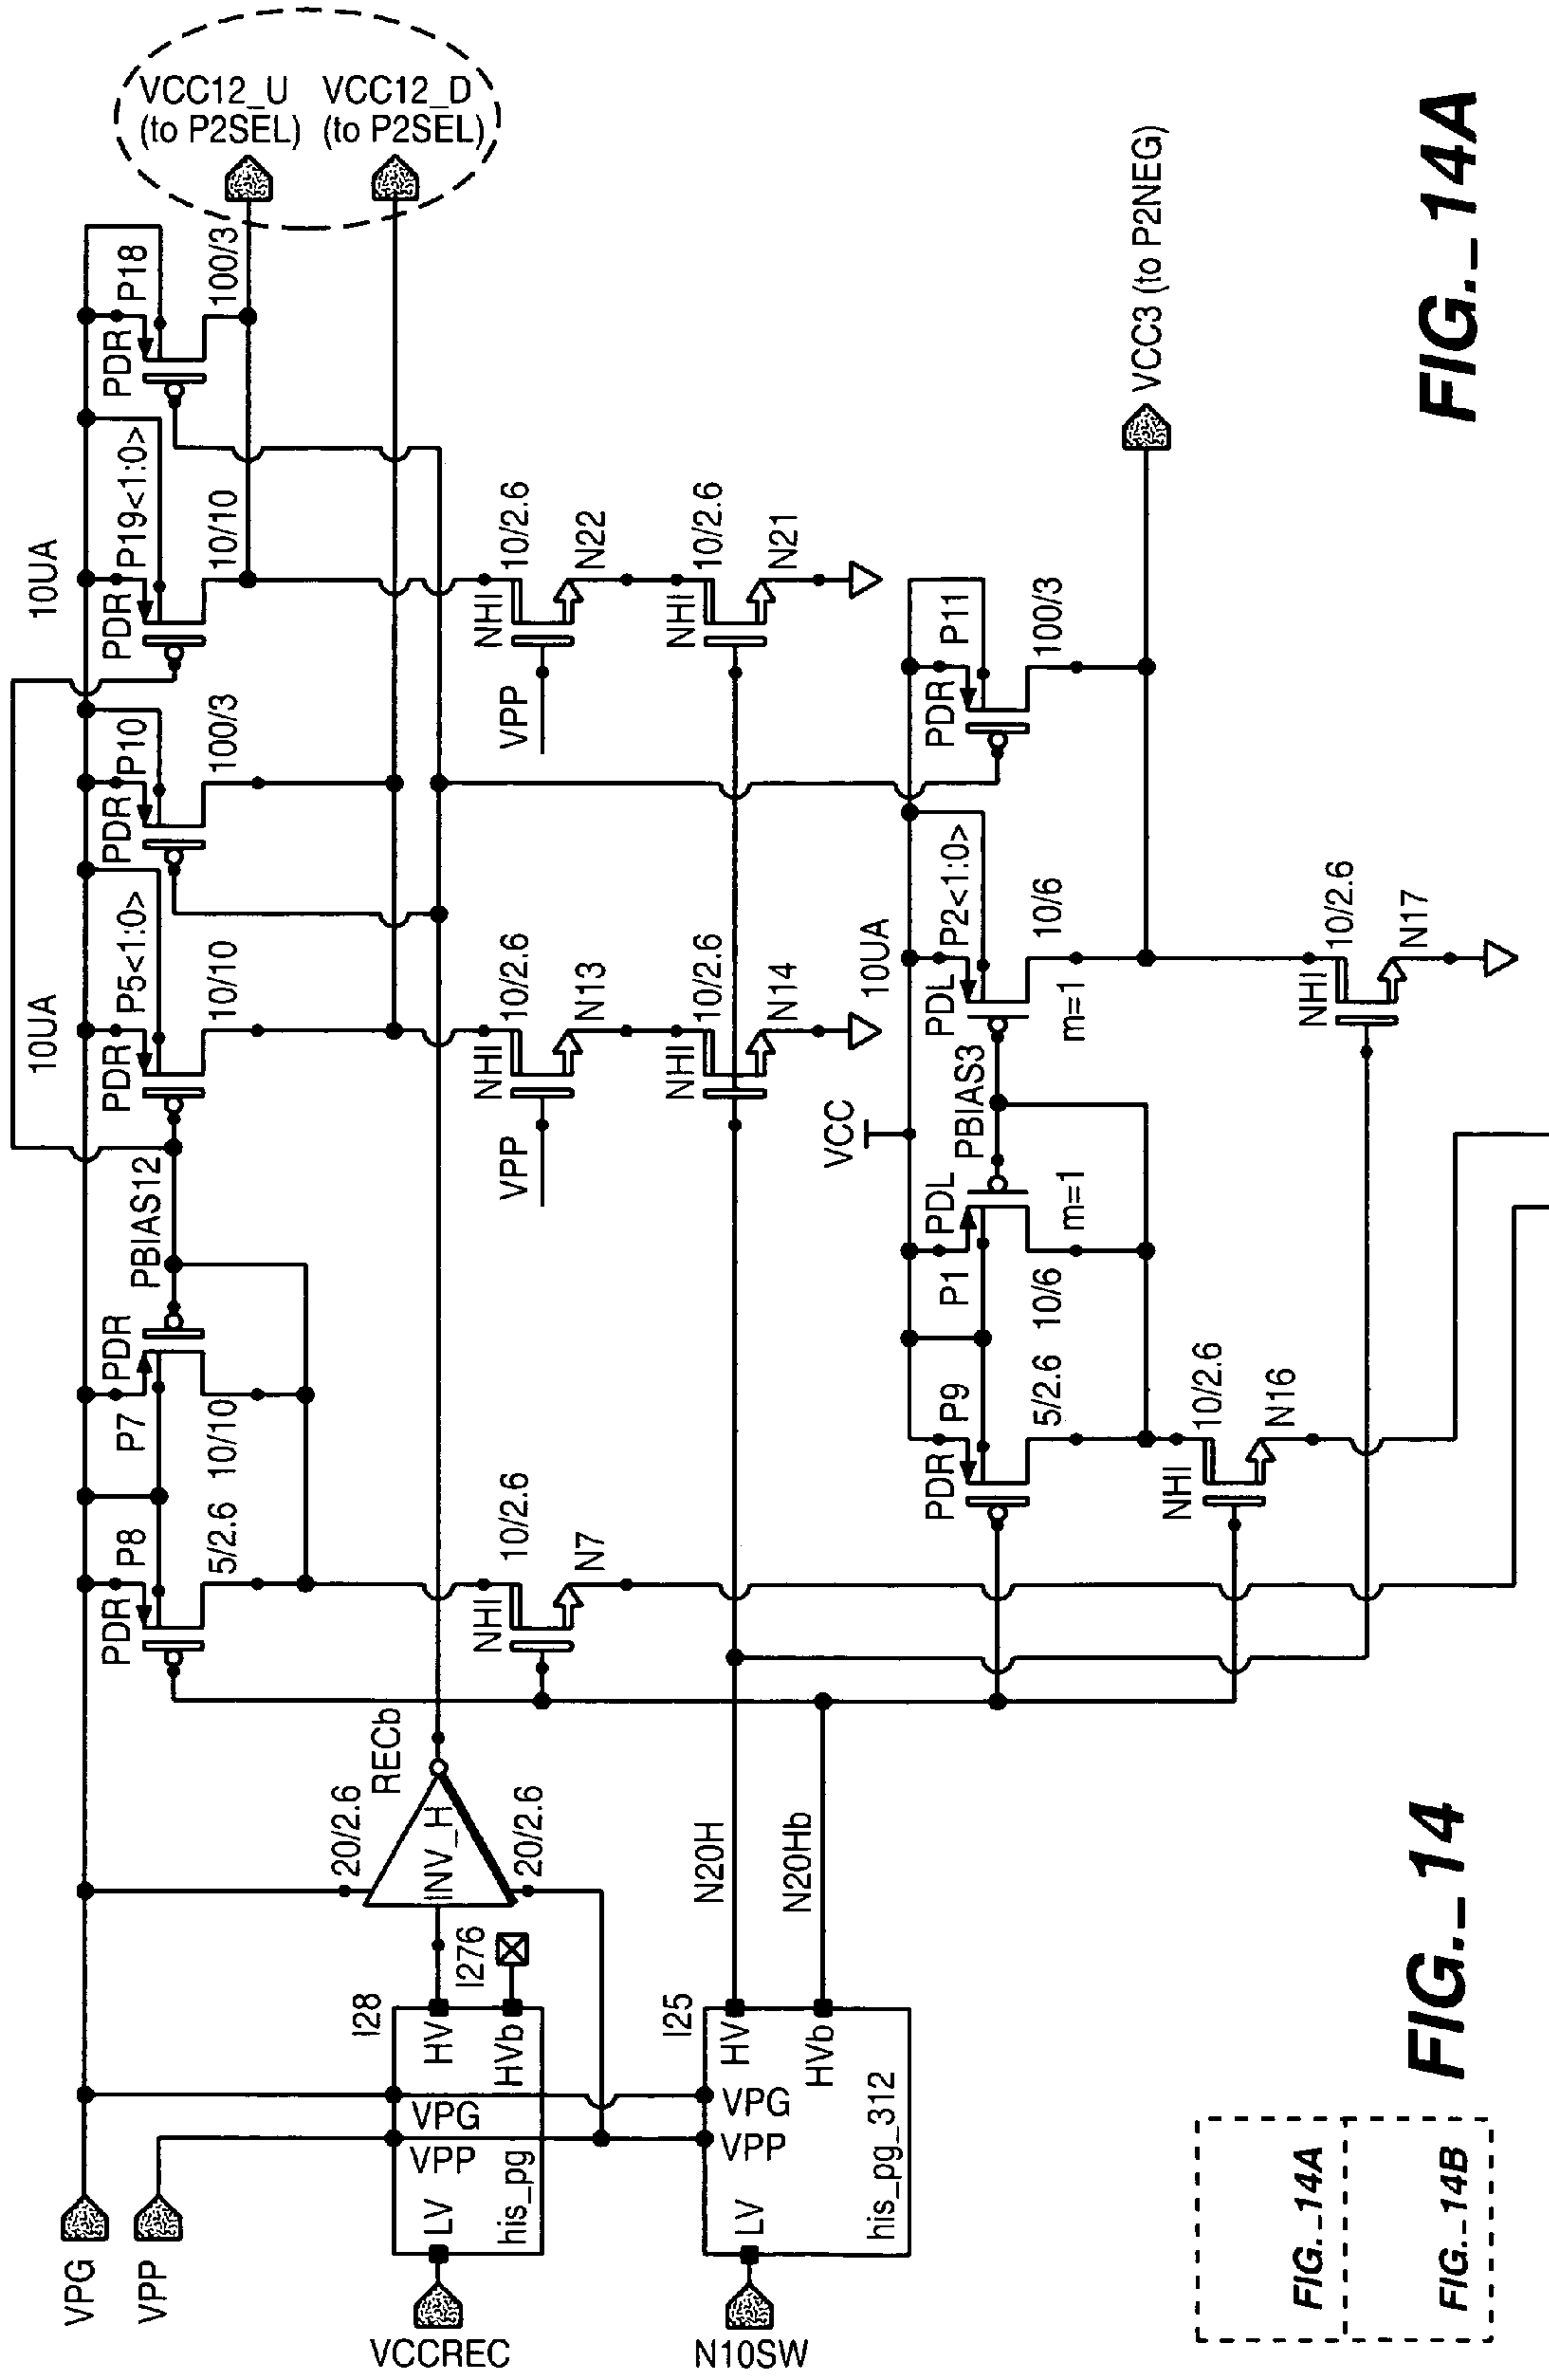 VPG
VPP
VCCREC
N10SW
LV
his_pg
VPP
VPG
HV
HVb
I28
I276
LV
his_pg_312
VPP
VPG
HV
HVb
I25
INV_H
20/2.6
20/2.6
RECb
N20H
N20Hb
PDR
P8
5/2.6
P7
PDR
10/10
PBIAS12
10UA
PDR
P5<1:0>
10/10
PDR
P10
100/3
10UA
PDR
P19<1:0>
10/10
PDR
P18
100/3
VCC12_U
(to P2SEL)
VCC12_D
(to P2SEL)
NHI
10/2.6
N7
VPP
NHI
10/2.6
N13
NHI
10/2.6
N14
VPP
NHI
10/2.6
N22
NHI
10/2.6
N21
VCC
10UA
PDR
P9
5/2.6
P1
PDL
10/6
m=1
PBIAS3
PDL
P2<1:0>
10/6
m=1
PDR
P11
100/3
VCC3 (to P2NEG)
NHI
10/2.6
N16
NHI
10/2.6
N17
FIG._14A
FIG._14B
FIG._14
FIG._14A